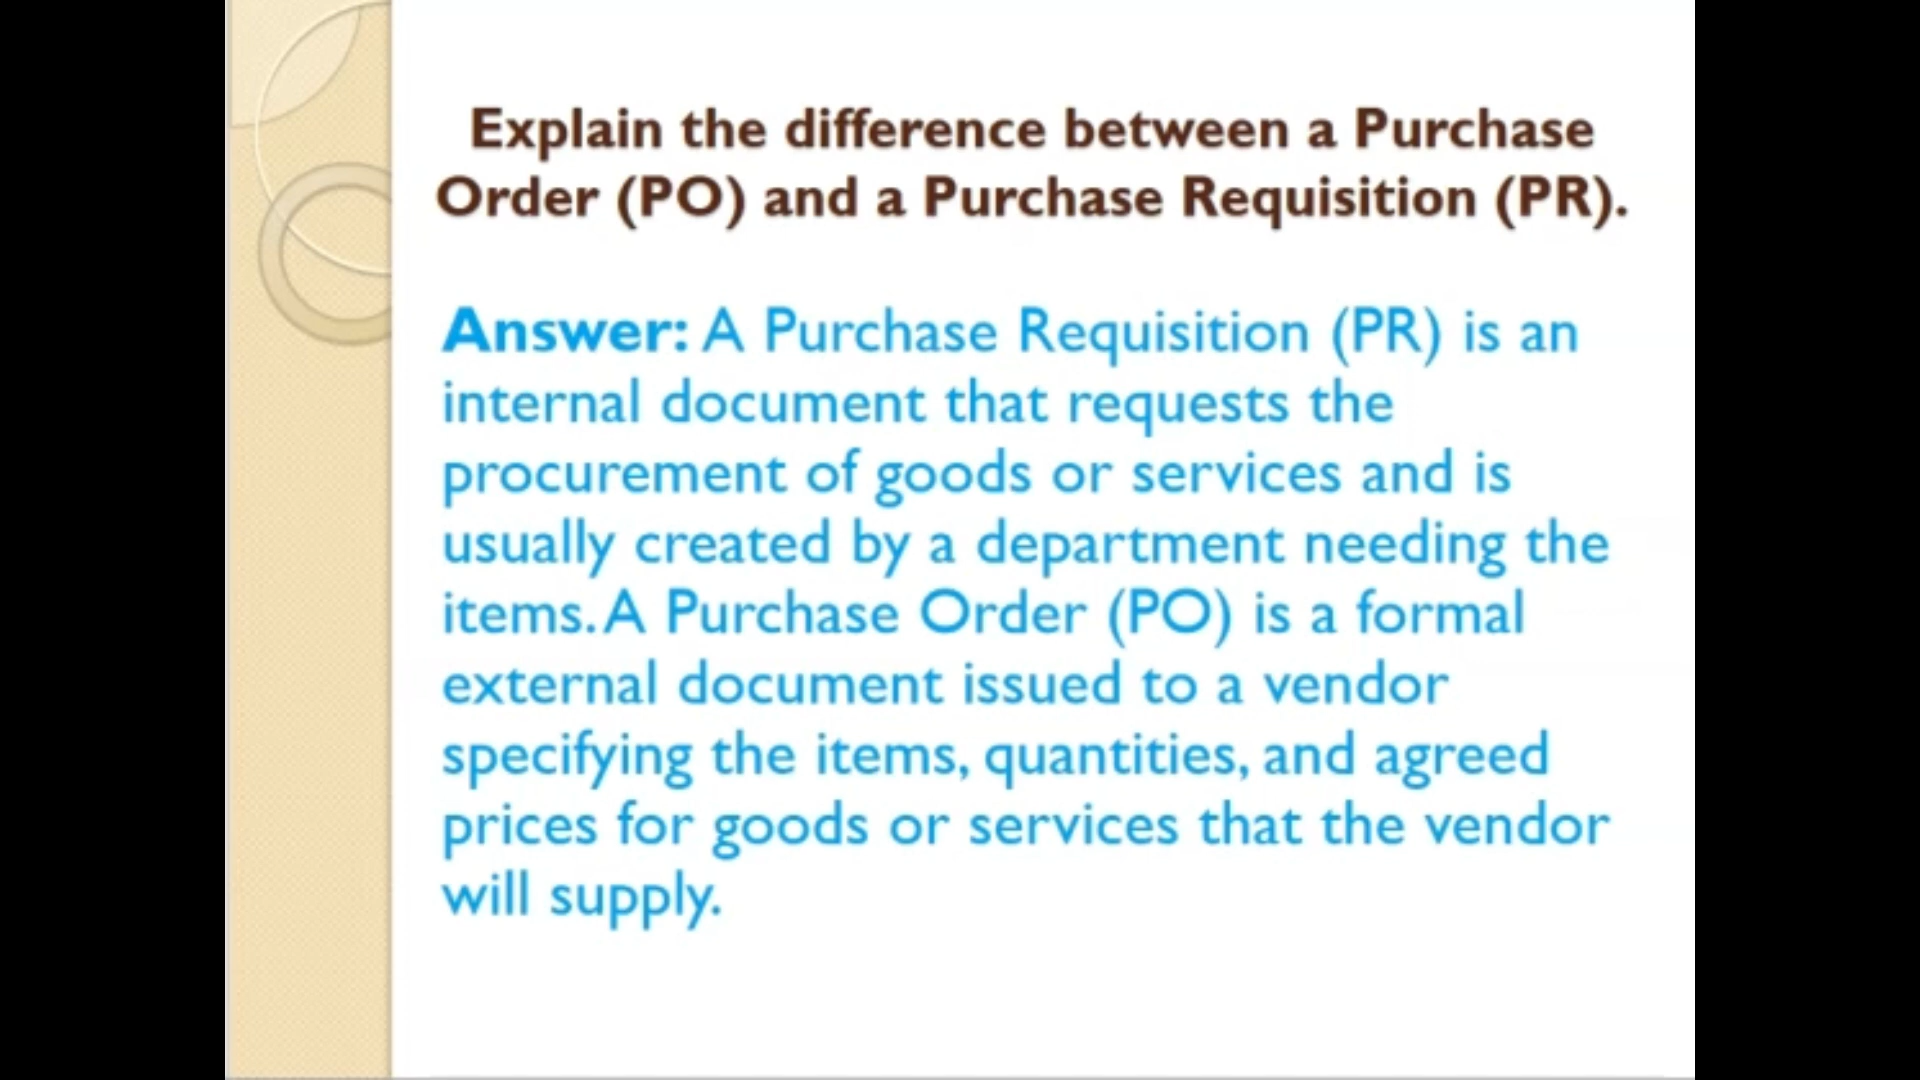 Explain the difference between a Purchase
Order (PO) and a Purchase Requisition (PR).
Answer: A Purchase Requisition (PR) is an
internal document that requests the
procurement of goods or services and is
usually created by a department needing the
items. A Purchase Order (PO) is a formal
external document issued to a vendor
specifying the items, quantities, and agreed
prices for goods or services that the vendor
will supply.